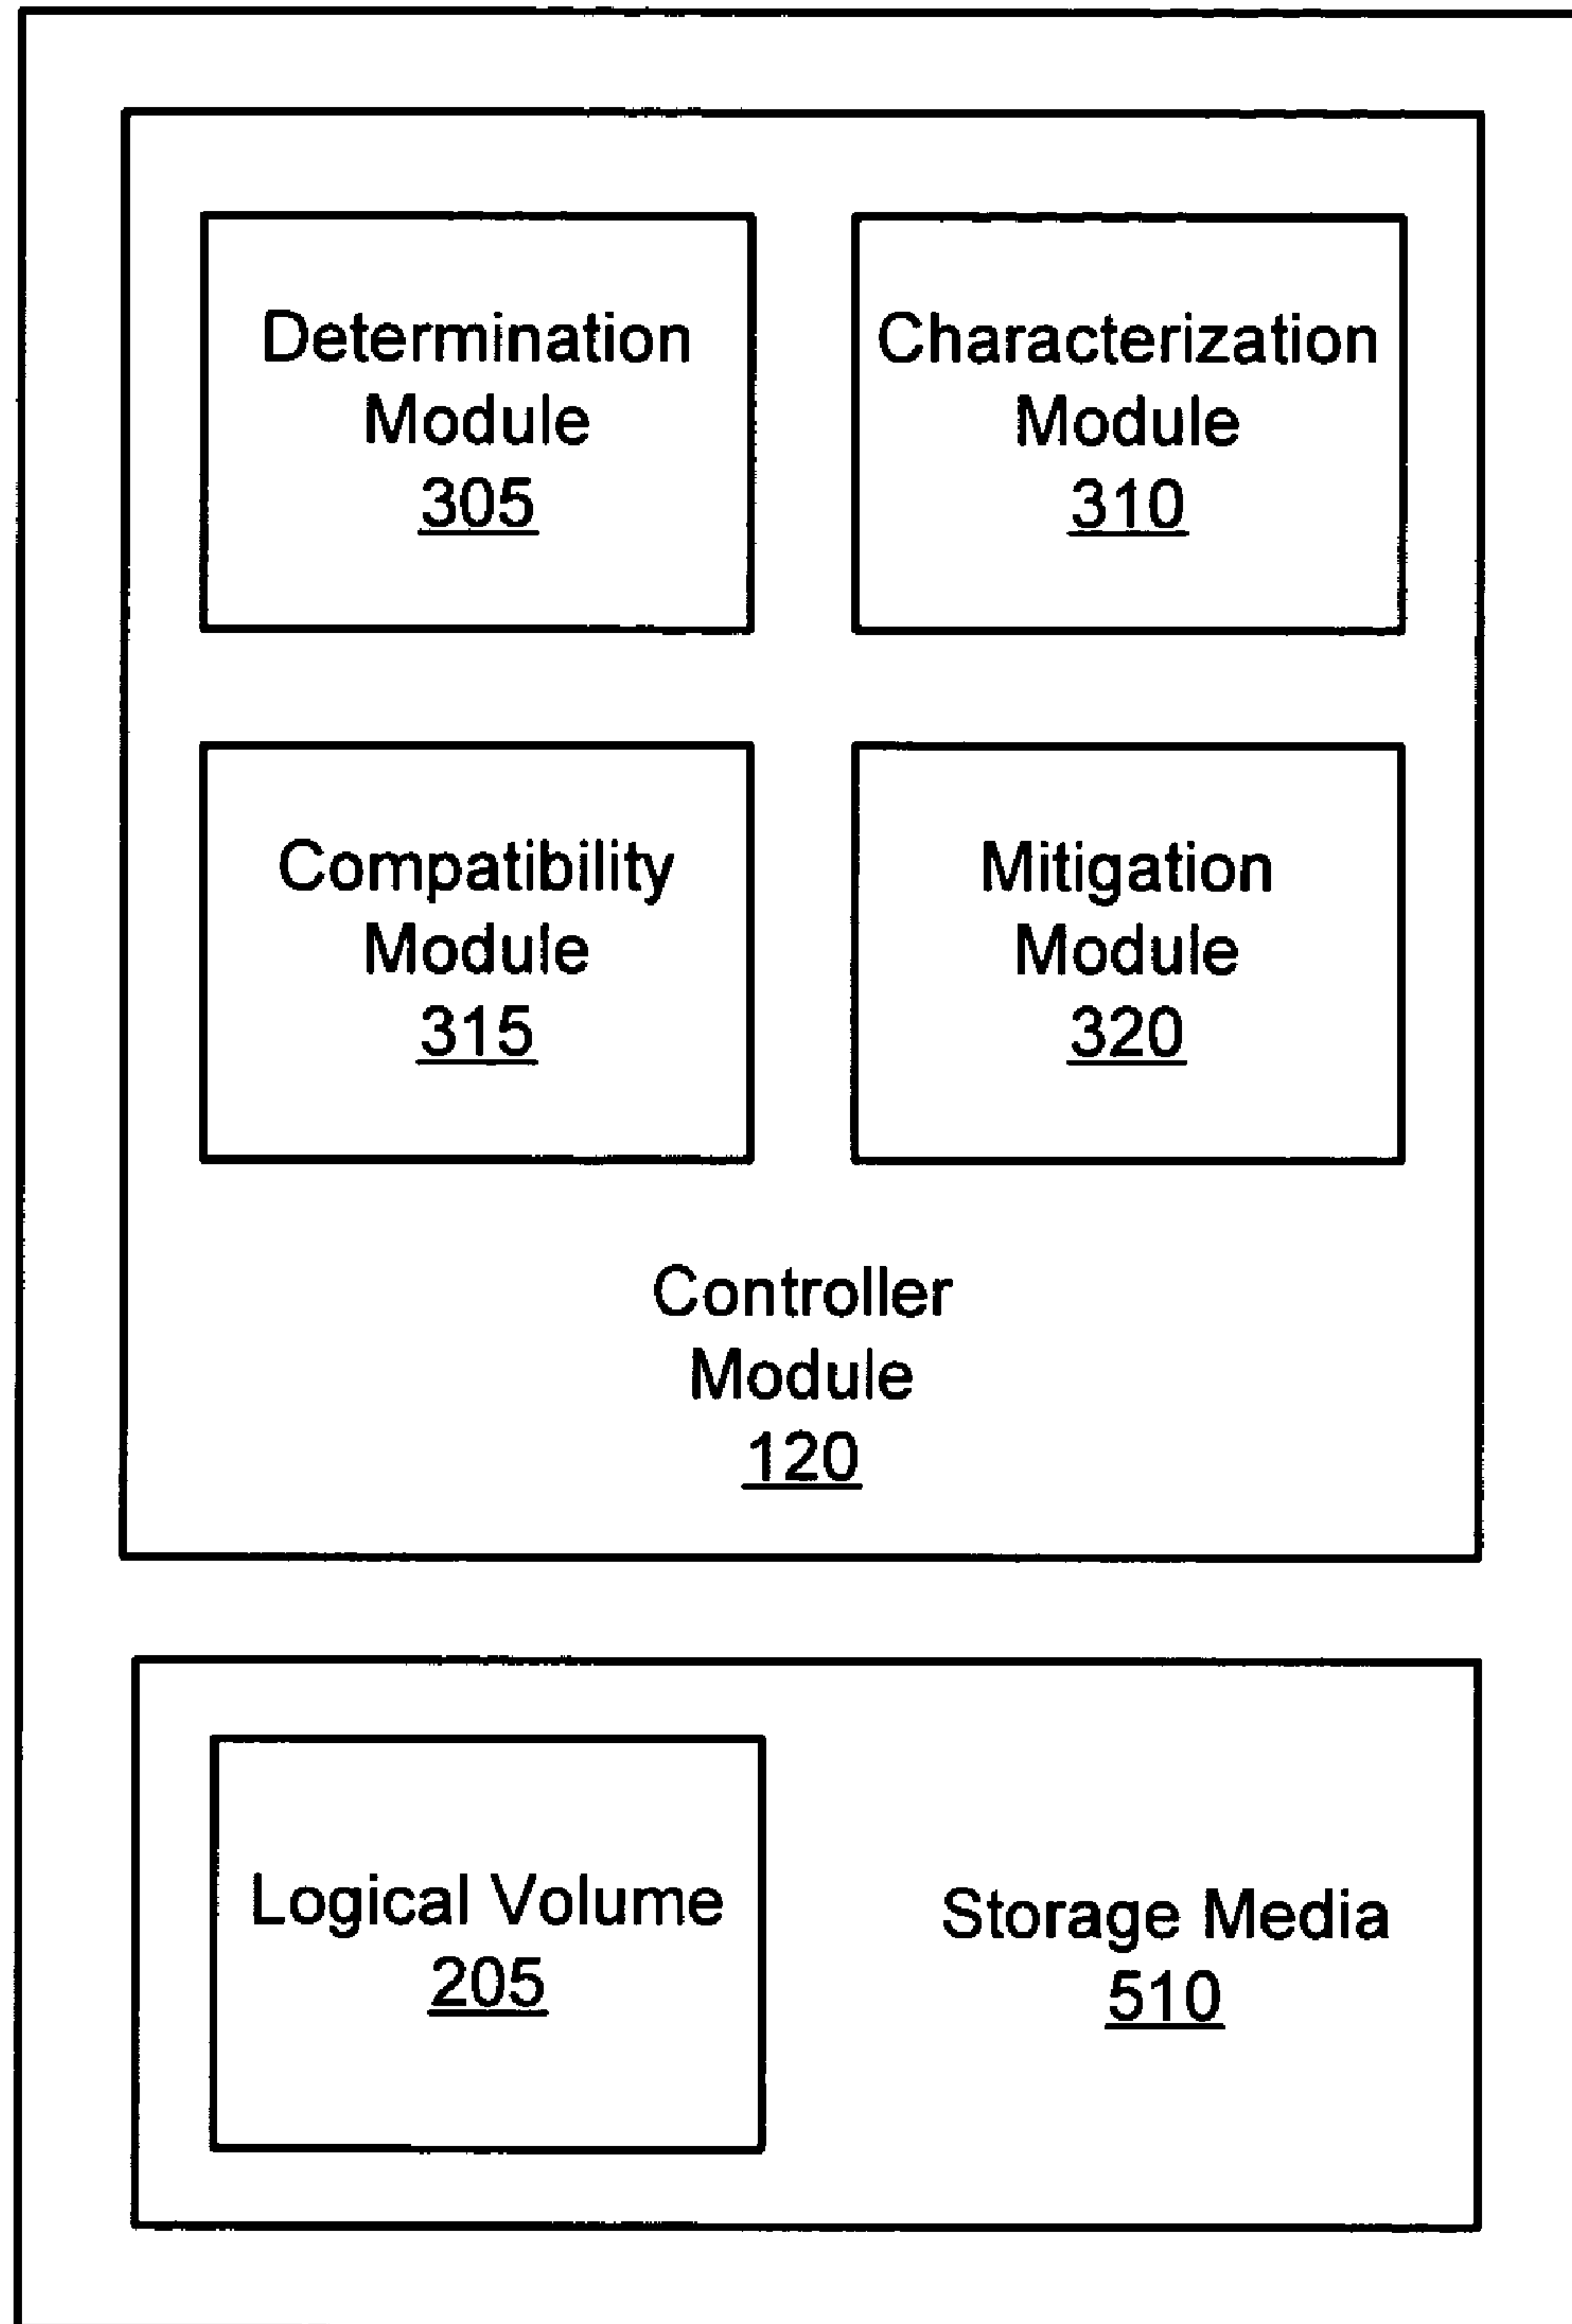 Determination
Module
305
Characterization
Module
310
Compatibility
Module
315
Mitigation
Module
320
Controller
Module
120
Logical Volume
205
Storage Media
510